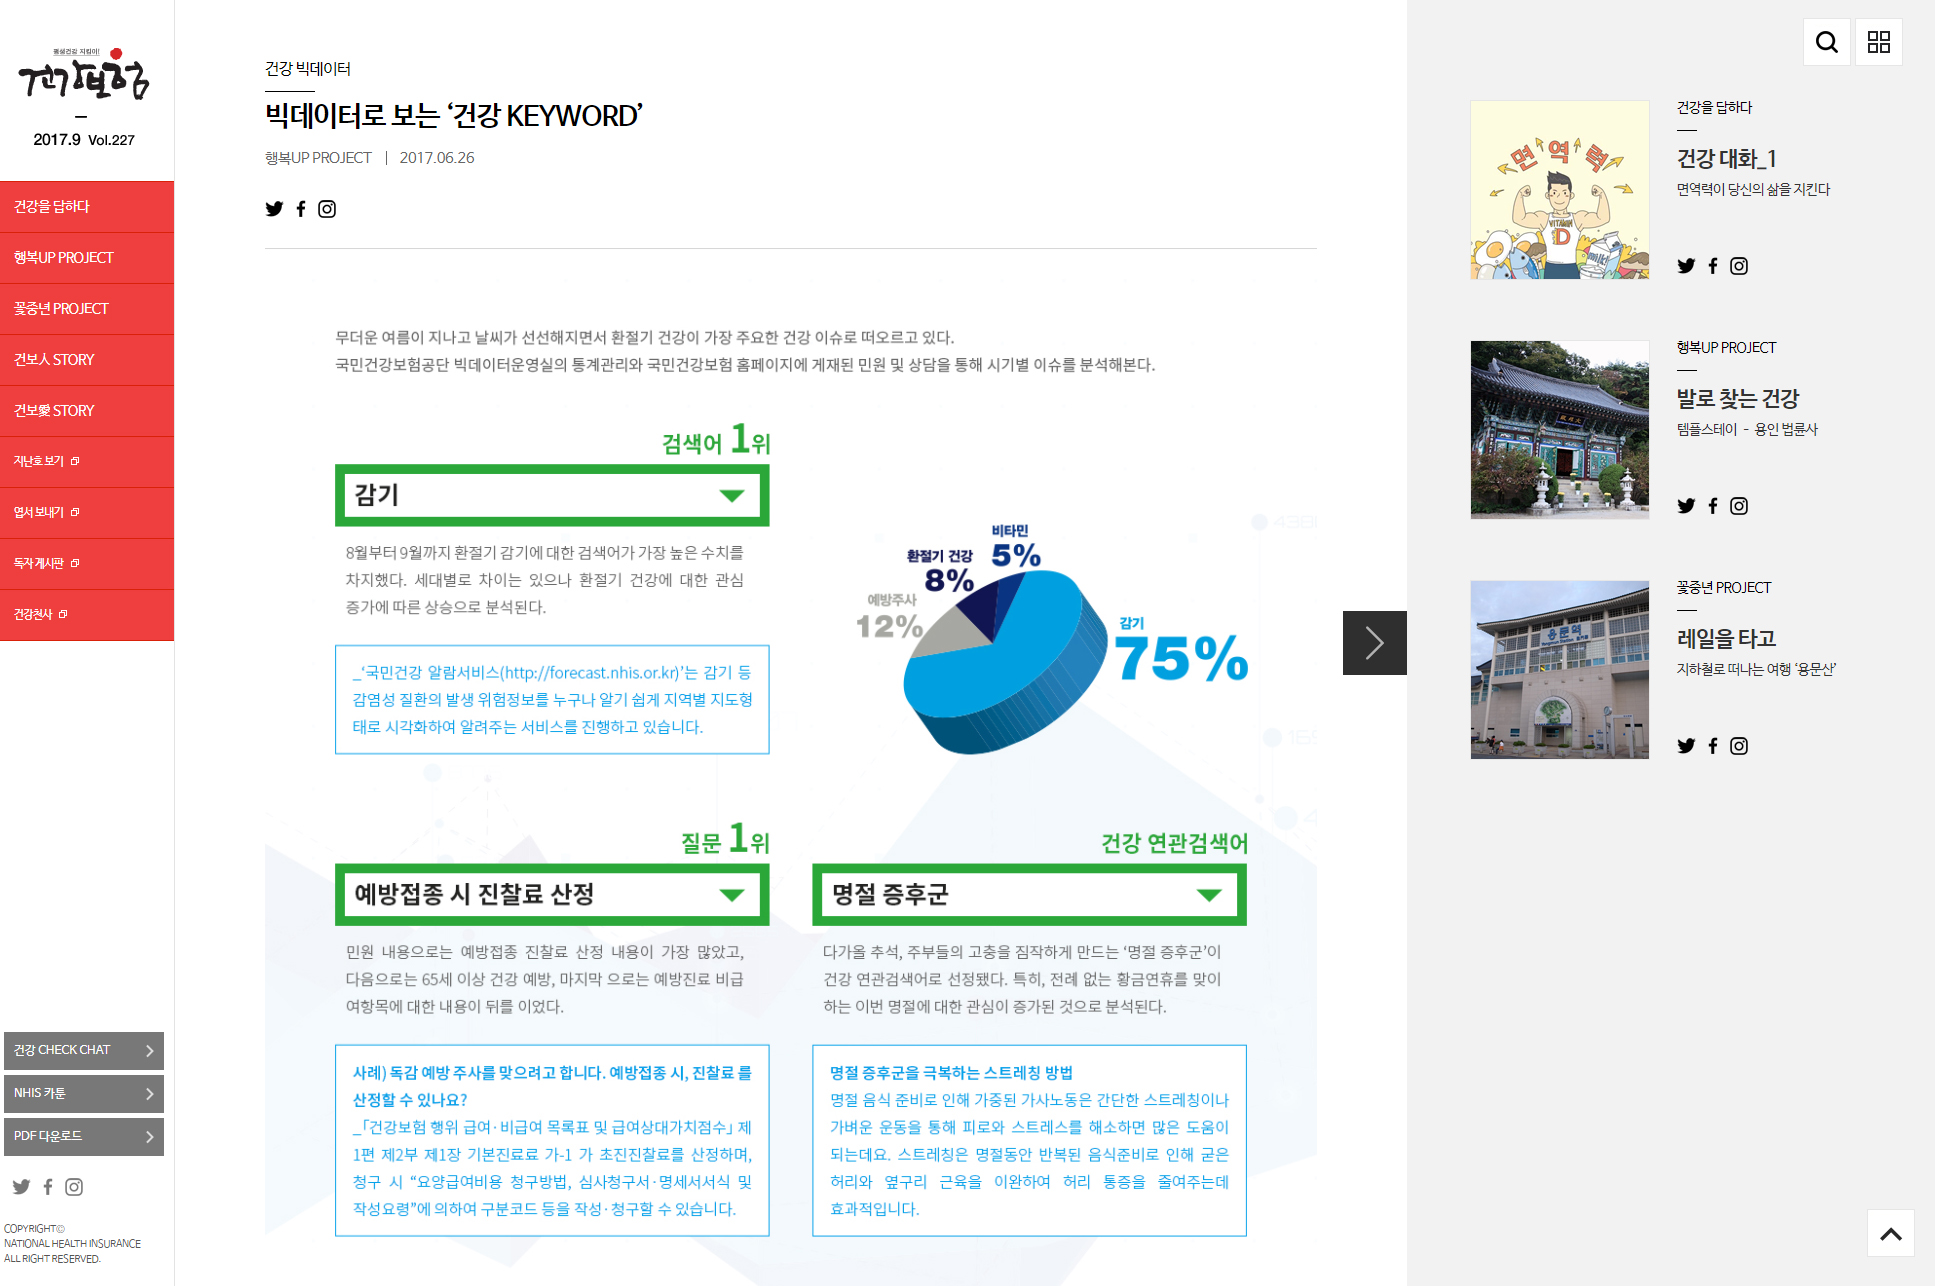 평생건강 지킴이!
건강보험
2017.9 Vol.227
건강을 답하다
행복UP PROJECT
꽃중년 PROJECT
건보人 STORY
건보愛 STORY
지난호 보기
엽서 보내기
독자게시판
건강천사
건강 CHECK CHAT
NHIS 카툰
PDF 다운로드
COPYRIGHT©
NATIONAL HEALTH INSURANCE
ALL RIGHT RESERVED.
건강 빅데이터
빅데이터로 보는 ‘건강 KEYWORD’
행복UP PROJECT | 2017.06.26
무더운 여름이 지나고 날씨가 선선해지면서 환절기 건강이 가장 주요한 건강 이슈로 떠오르고 있다.
국민건강보험공단 빅데이터운영실의 통계관리와 국민건강보험 홈페이지에 게재된 민원 및 상담을 통해 시기별 이슈를 분석해본다.
검색어 1위
감기
8월부터 9월까지 환절기 감기에 대한 검색어가 가장 높은 수치를
차지했다. 세대별로 차이는 있으나 환절기 건강에 대한 관심
증가에 따른 상승으로 분석된다.
_‘국민건강 알람서비스(http://forecast.nhis.or.kr)’는 감기 등
감염성 질환의 발생 위험정보를 누구나 알기 쉽게 지역별 지도형
태로 시각화하여 알려주는 서비스를 진행하고 있습니다.
비타민
5%
환절기 건강
8%
예방주사
12%
감기
75%
질문 1위
예방접종 시 진찰료 산정
민원 내용으로는 예방접종 진찰료 산정 내용이 가장 많았고,
다음으로는 65세 이상 건강 예방, 마지막 으로는 예방진료 비급
여항목에 대한 내용이 뒤를 이었다.
사례) 독감 예방 주사를 맞으려고 합니다. 예방접종 시, 진찰료 를
산정할 수 있나요?
_「건강보험 행위 급여·비급여 목록표 및 급여상대가치점수」 제
1편 제2부 제1장 기본진료료 가-1 가 초진진찰료를 산정하며,
청구 시 “요양급여비용 청구방법, 심사청구서·명세서서식 및
작성요령”에 의하여 구분코드 등을 작성·청구할 수 있습니다.
건강 연관검색어
명절 증후군
다가올 추석, 주부들의 고충을 짐작하게 만드는 ‘명절 증후군’이
건강 연관검색어로 선정됐다. 특히, 전례 없는 황금연휴를 맞이
하는 이번 명절에 대한 관심이 증가된 것으로 분석된다.
명절 증후군을 극복하는 스트레칭 방법
명절 음식 준비로 인해 가중된 가사노동은 간단한 스트레칭이나
가벼운 운동을 통해 피로와 스트레스를 해소하면 많은 도움이
되는데요. 스트레칭은 명절동안 반복된 음식준비로 인해 굳은
허리와 옆구리 근육을 이완하여 허리 통증을 줄여주는데
효과적입니다.
면역력
VITAMIN
D
milk
건강을 답하다
건강 대화_1
면역력이 당신의 삶을 지킨다
행복UP PROJECT
발로 찾는 건강
템플스테이 - 용인 법륜사
용문역
꽃중년 PROJECT
레일을 타고
지하철로 떠나는 여행 ‘용문산’